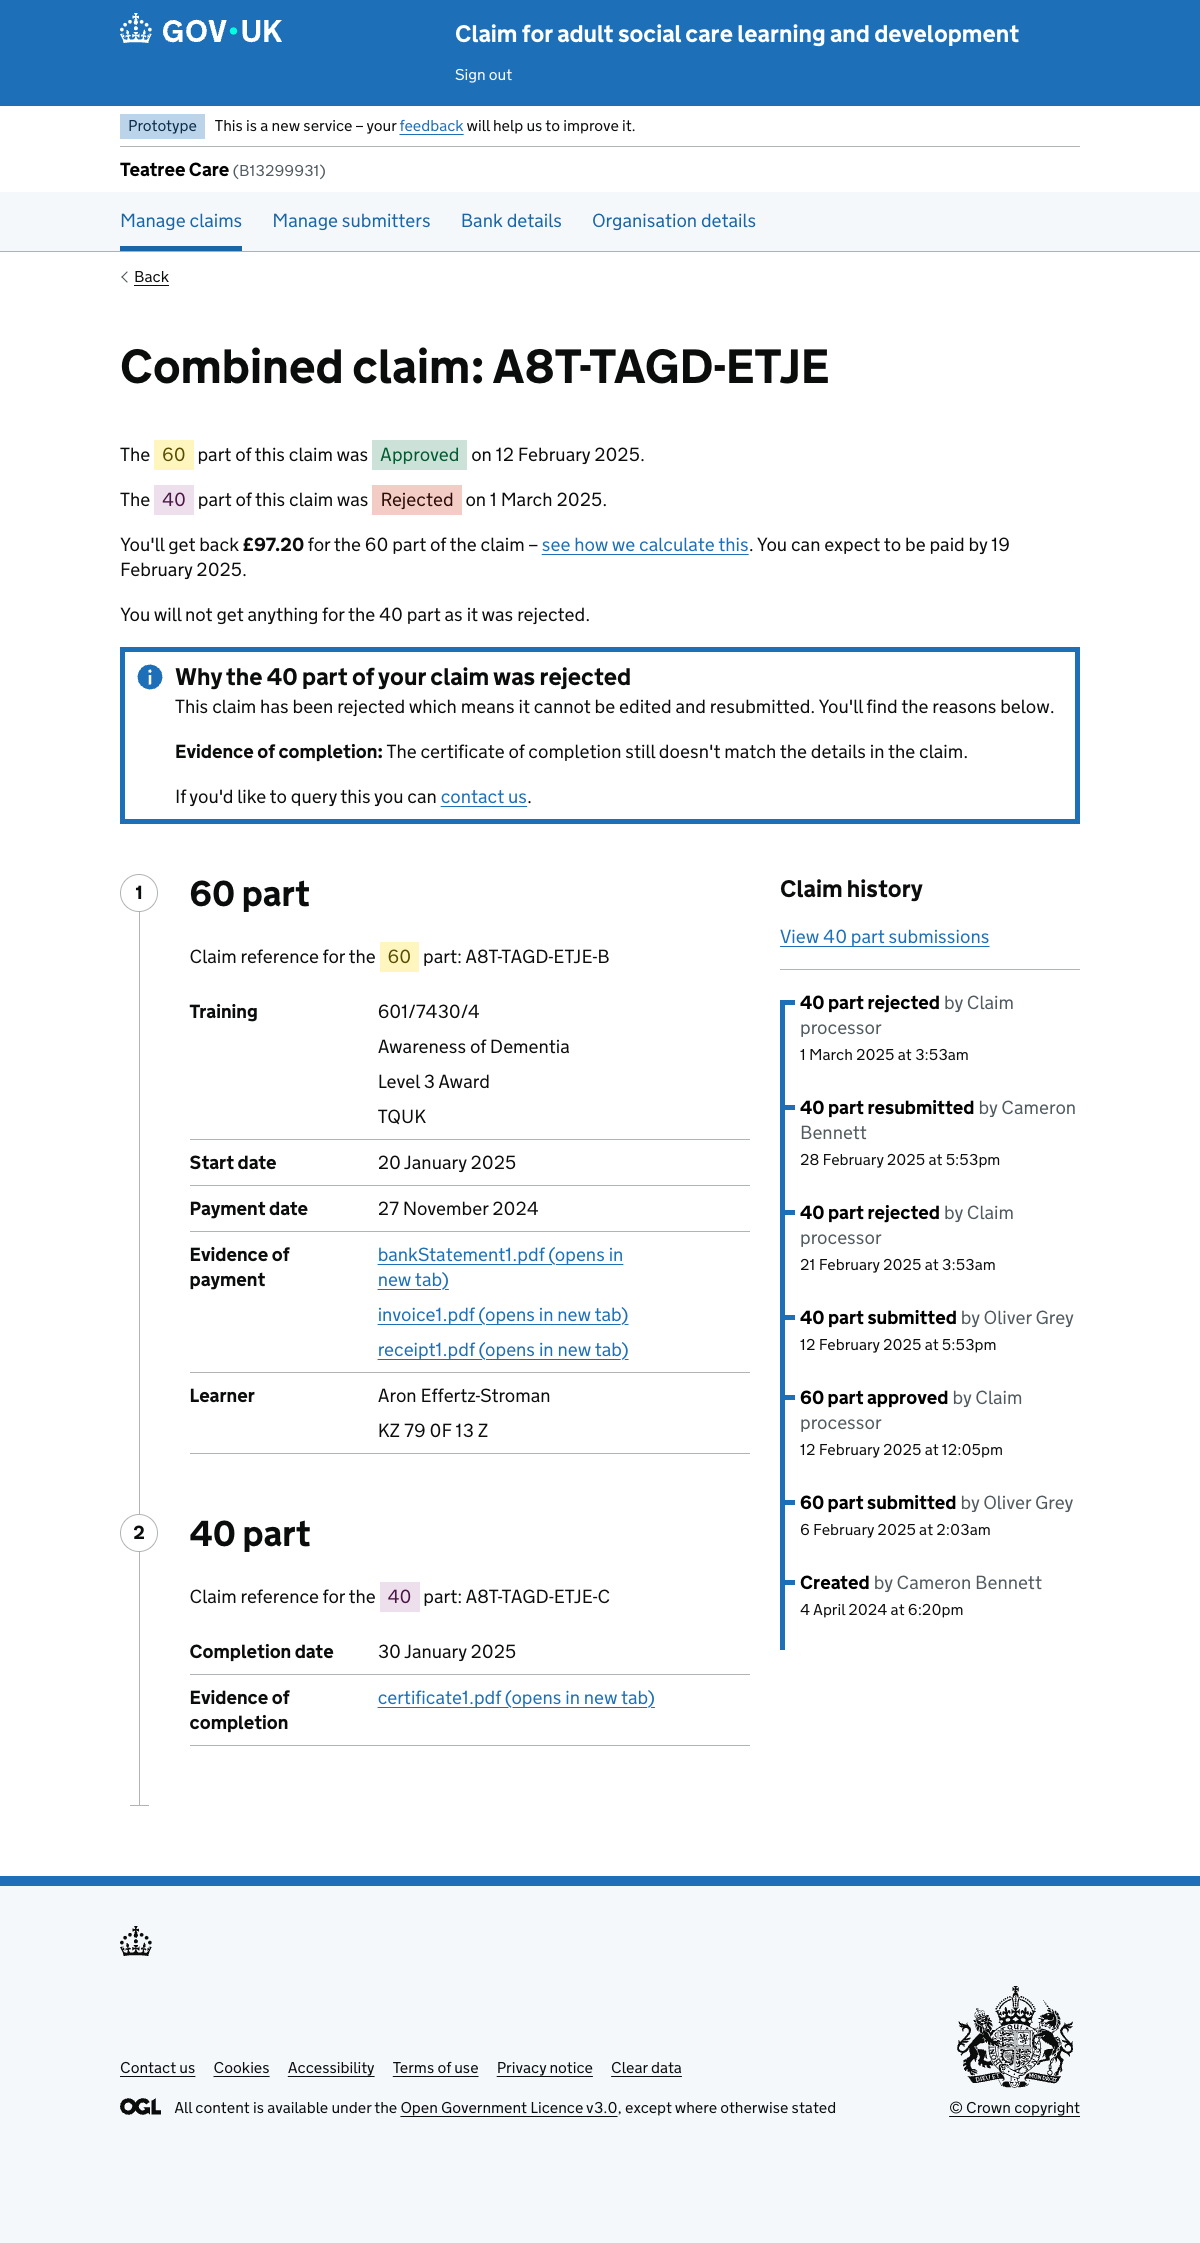 GOV·UK
Claim for adult social care learning and development
Sign out
Prototype This is a new service – your feedback will help us to improve it.
Teatree Care (B13299931)
Manage claims Manage submitters Bank details Organisation details
Back
Combined claim: A8T-TAGD-ETJE
The 60 part of this claim was Approved on 12 February 2025.
The 40 part of this claim was Rejected on 1 March 2025.
You'll get back £97.20 for the 60 part of the claim – see how we calculate this. You can expect to be paid by 19
February 2025.
You will not get anything for the 40 part as it was rejected.
Why the 40 part of your claim was rejected
This claim has been rejected which means it cannot be edited and resubmitted. You'll find the reasons below.
Evidence of completion: The certificate of completion still doesn't match the details in the claim.
If you'd like to query this you can contact us.
1
60 part
Claim reference for the 60 part: A8T-TAGD-ETJE-B
Training
601/7430/4
Awareness of Dementia
Level 3 Award
TQUK
Start date
20 January 2025
Payment date
27 November 2024
Evidence of
payment
bankStatement1.pdf (opens in
new tab)
invoice1.pdf (opens in new tab)
receipt1.pdf (opens in new tab)
Learner
Aron Effertz-Stroman
KZ 79 0F 13 Z
2
40 part
Claim reference for the 40 part: A8T-TAGD-ETJE-C
Completion date
30 January 2025
Evidence of
completion
certificate1.pdf (opens in new tab)
Claim history
View 40 part submissions
40 part rejected by Claim
processor
1 March 2025 at 3:53am
40 part resubmitted by Cameron
Bennett
28 February 2025 at 5:53pm
40 part rejected by Claim
processor
21 February 2025 at 3:53am
40 part submitted by Oliver Grey
12 February 2025 at 5:53pm
60 part approved by Claim
processor
12 February 2025 at 12:05pm
60 part submitted by Oliver Grey
6 February 2025 at 2:03am
Created by Cameron Bennett
4 April 2024 at 6:20pm
Contact us Cookies Accessibility Terms of use Privacy notice Clear data
OGL All content is available under the Open Government Licence v3.0, except where otherwise stated
© Crown copyright